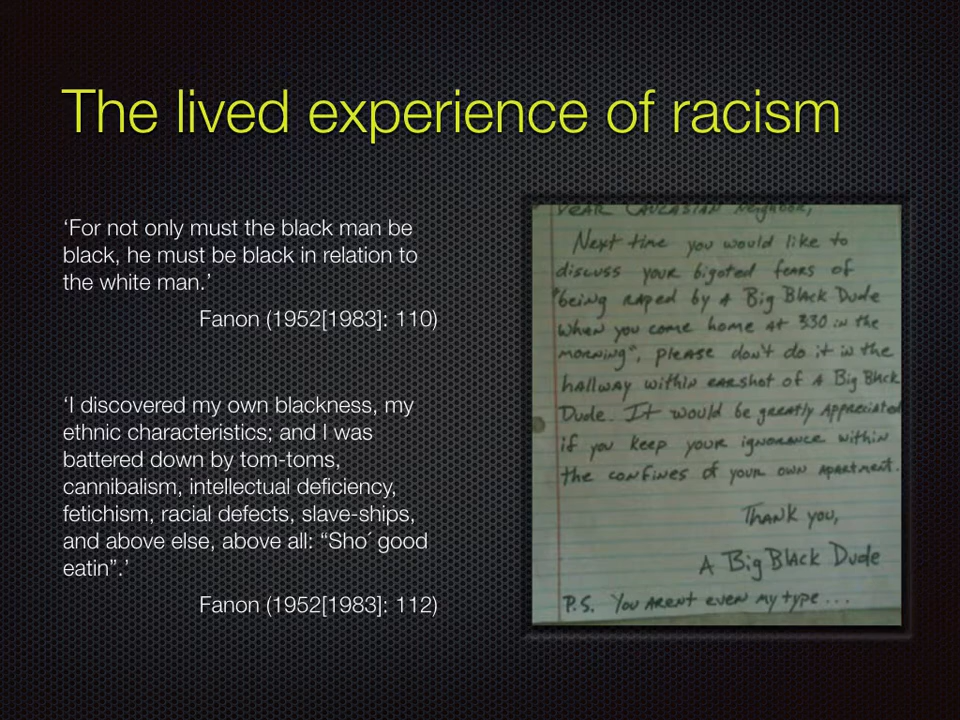 The lived experience of racism
‘For not only must the black man be
black, he must be black in relation to
the white man.’
Fanon (1952[1983]: 110)
‘I discovered my own blackness, my
ethnic characteristics; and I was
battered down by tom-toms,
cannibalism, intellectual deficiency,
fetichism, racial defects, slave-ships,
and above else, above all: “Sho´ good
eatin”.’
Fanon (1952[1983]: 112)
Dear Caucasian Neighbor,
Next time you would like to
discuss your bigoted fears of
"being raped by A Big Black Dude
when you come home at 3:30 in the
morning", please don't do it in the
hallway within earshot of A Big Black
Dude. It would be greatly appreciated
if you keep your ignorance within
the confines of your own apartment.
Thank you,
A Big Black Dude
P.S. You arent even my type...